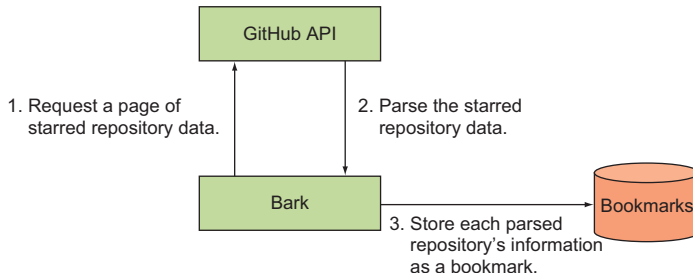 GitHub API
1. Request a page of
starred repository data.
2. Parse the starred
repository data.
Bark
Bookmarks
3. Store each parsed
repository's information
as a bookmark.